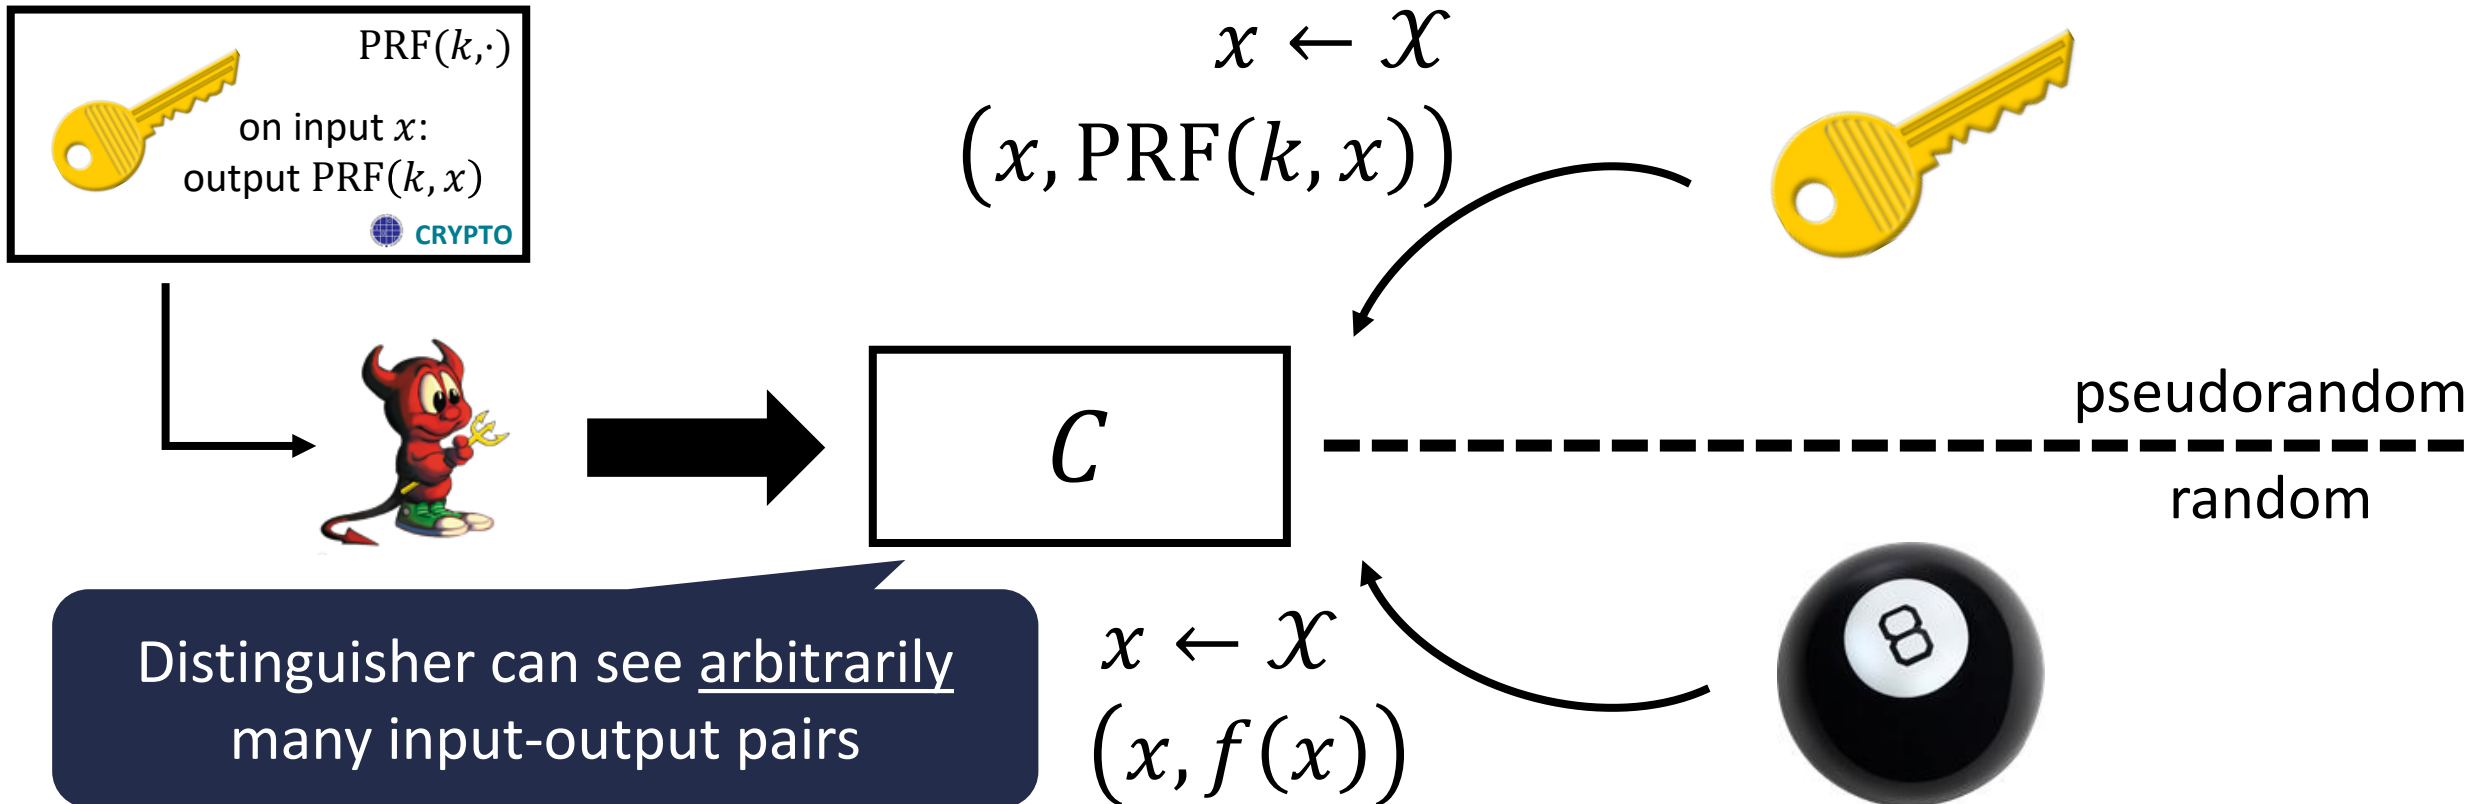 PRF(k,·)
on input x:
output PRF(k, x)
CRYPTO
x ← 𝒳
(x, PRF(k, x))
C
pseudorandom
random
8
Distinguisher can see arbitrarily
many input-output pairs
x ← 𝒳
(x, f(x))